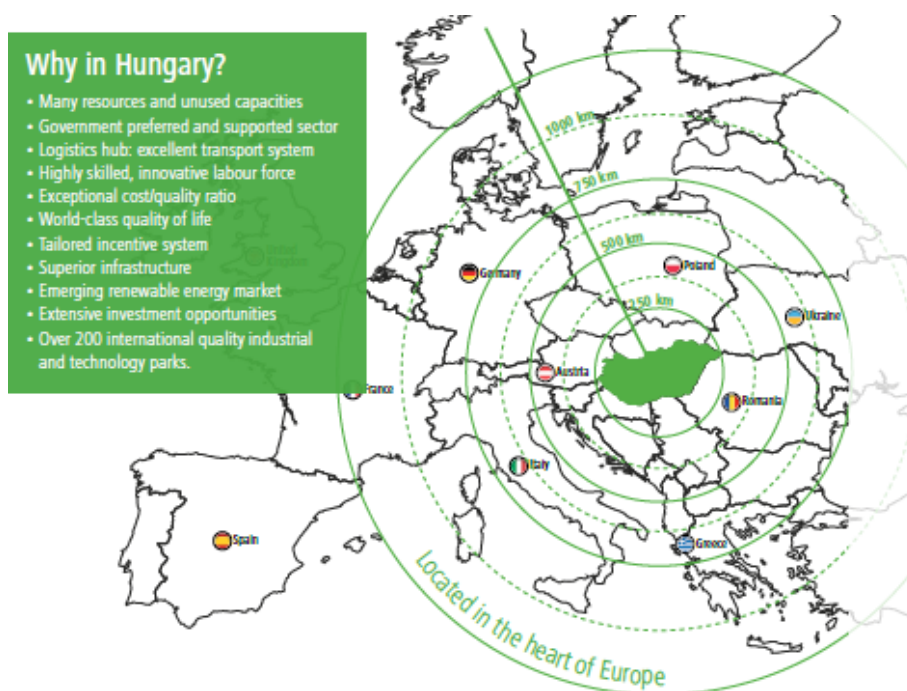 Why in Hungary?
• Many resources and unused capacities
• Government preferred and supported sector
• Logistics hub: excellent transport system
• Highly skilled, innovative labour force
• Exceptional cost/quality ratio
• World-class quality of life
• Tailored incentive system
• Superior infrastructure
• Emerging renewable energy market
• Extensive investment opportunities
• Over 200 international quality industrial
and technology parks.
1000 km
750 km
500 km
250 km
United
Kingdom
Germany
Poland
Ukraine
Austria
France
Romania
Italy
Spain
Greece
Located in the heart of Europe